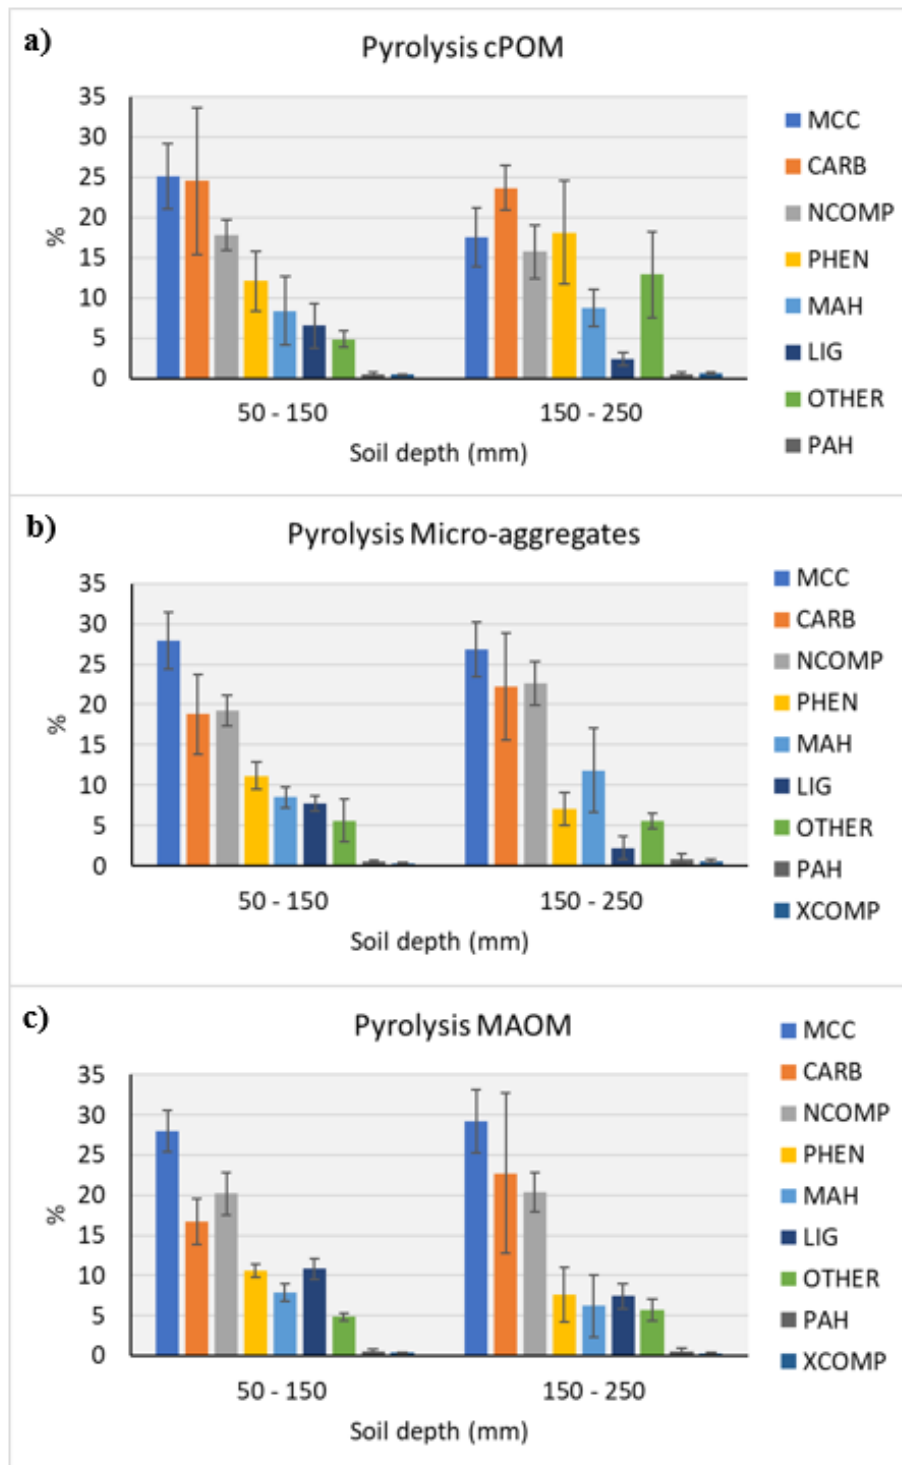 a)
Pyrolysis cPOM
35
30
25
20
15
10
5
0
%
50 - 150
150 - 250
Soil depth (mm)
MCC
CARB
NCOMP
PHEN
MAH
LIG
OTHER
PAH
b)
Pyrolysis Micro-aggregates
35
30
25
20
15
10
5
0
%
50 - 150
150 - 250
Soil depth (mm)
MCC
CARB
NCOMP
PHEN
MAH
LIG
OTHER
PAH
XCOMP
c)
Pyrolysis MAOM
35
30
25
20
15
10
5
0
%
50 - 150
150 - 250
Soil depth (mm)
MCC
CARB
NCOMP
PHEN
MAH
LIG
OTHER
PAH
XCOMP